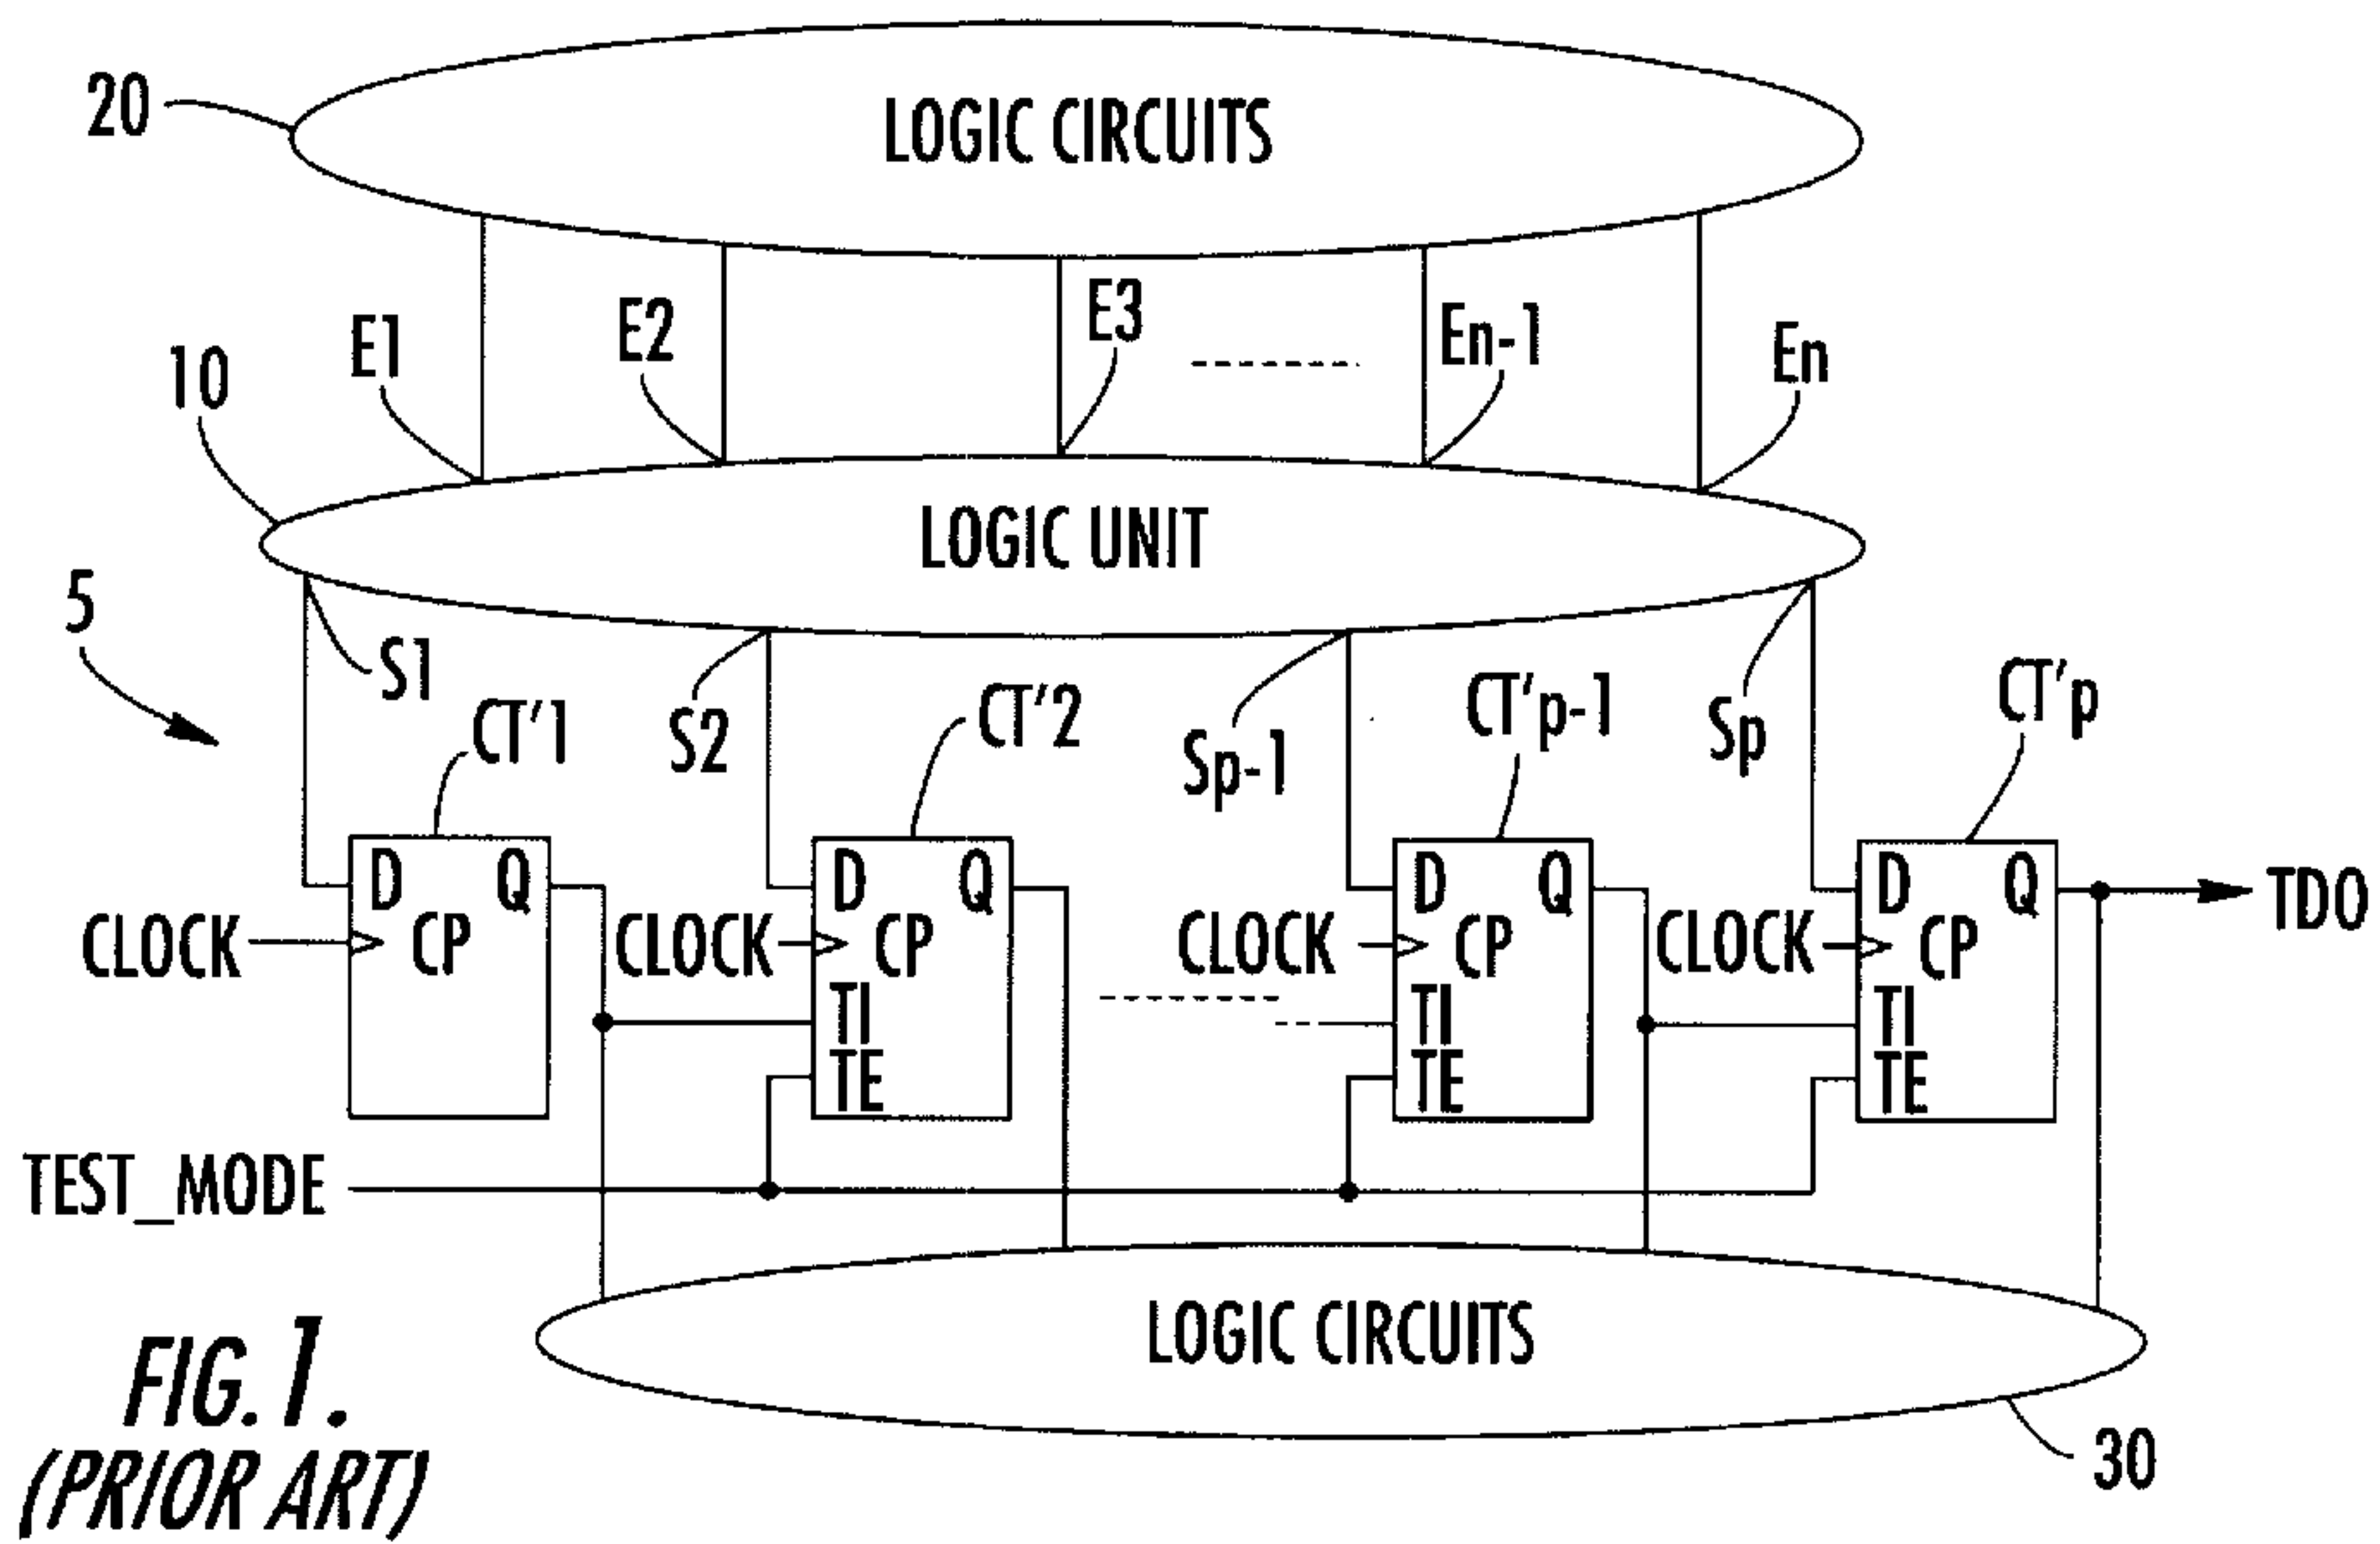 20
LOGIC CIRCUITS
E1
E2
E3
En-1
En
10
LOGIC UNIT
5
S1
S2
Sp-1
Sp
CT'1
CT'2
CT'p-1
CT'p
D Q
CP
D Q
CP
TI
TE
D Q
CP
TI
TE
D Q
CP
TI
TE
CLOCK
CLOCK
CLOCK
CLOCK
TDO
TEST_MODE
LOGIC CIRCUITS
30
FIG. 1.
(PRIOR ART)